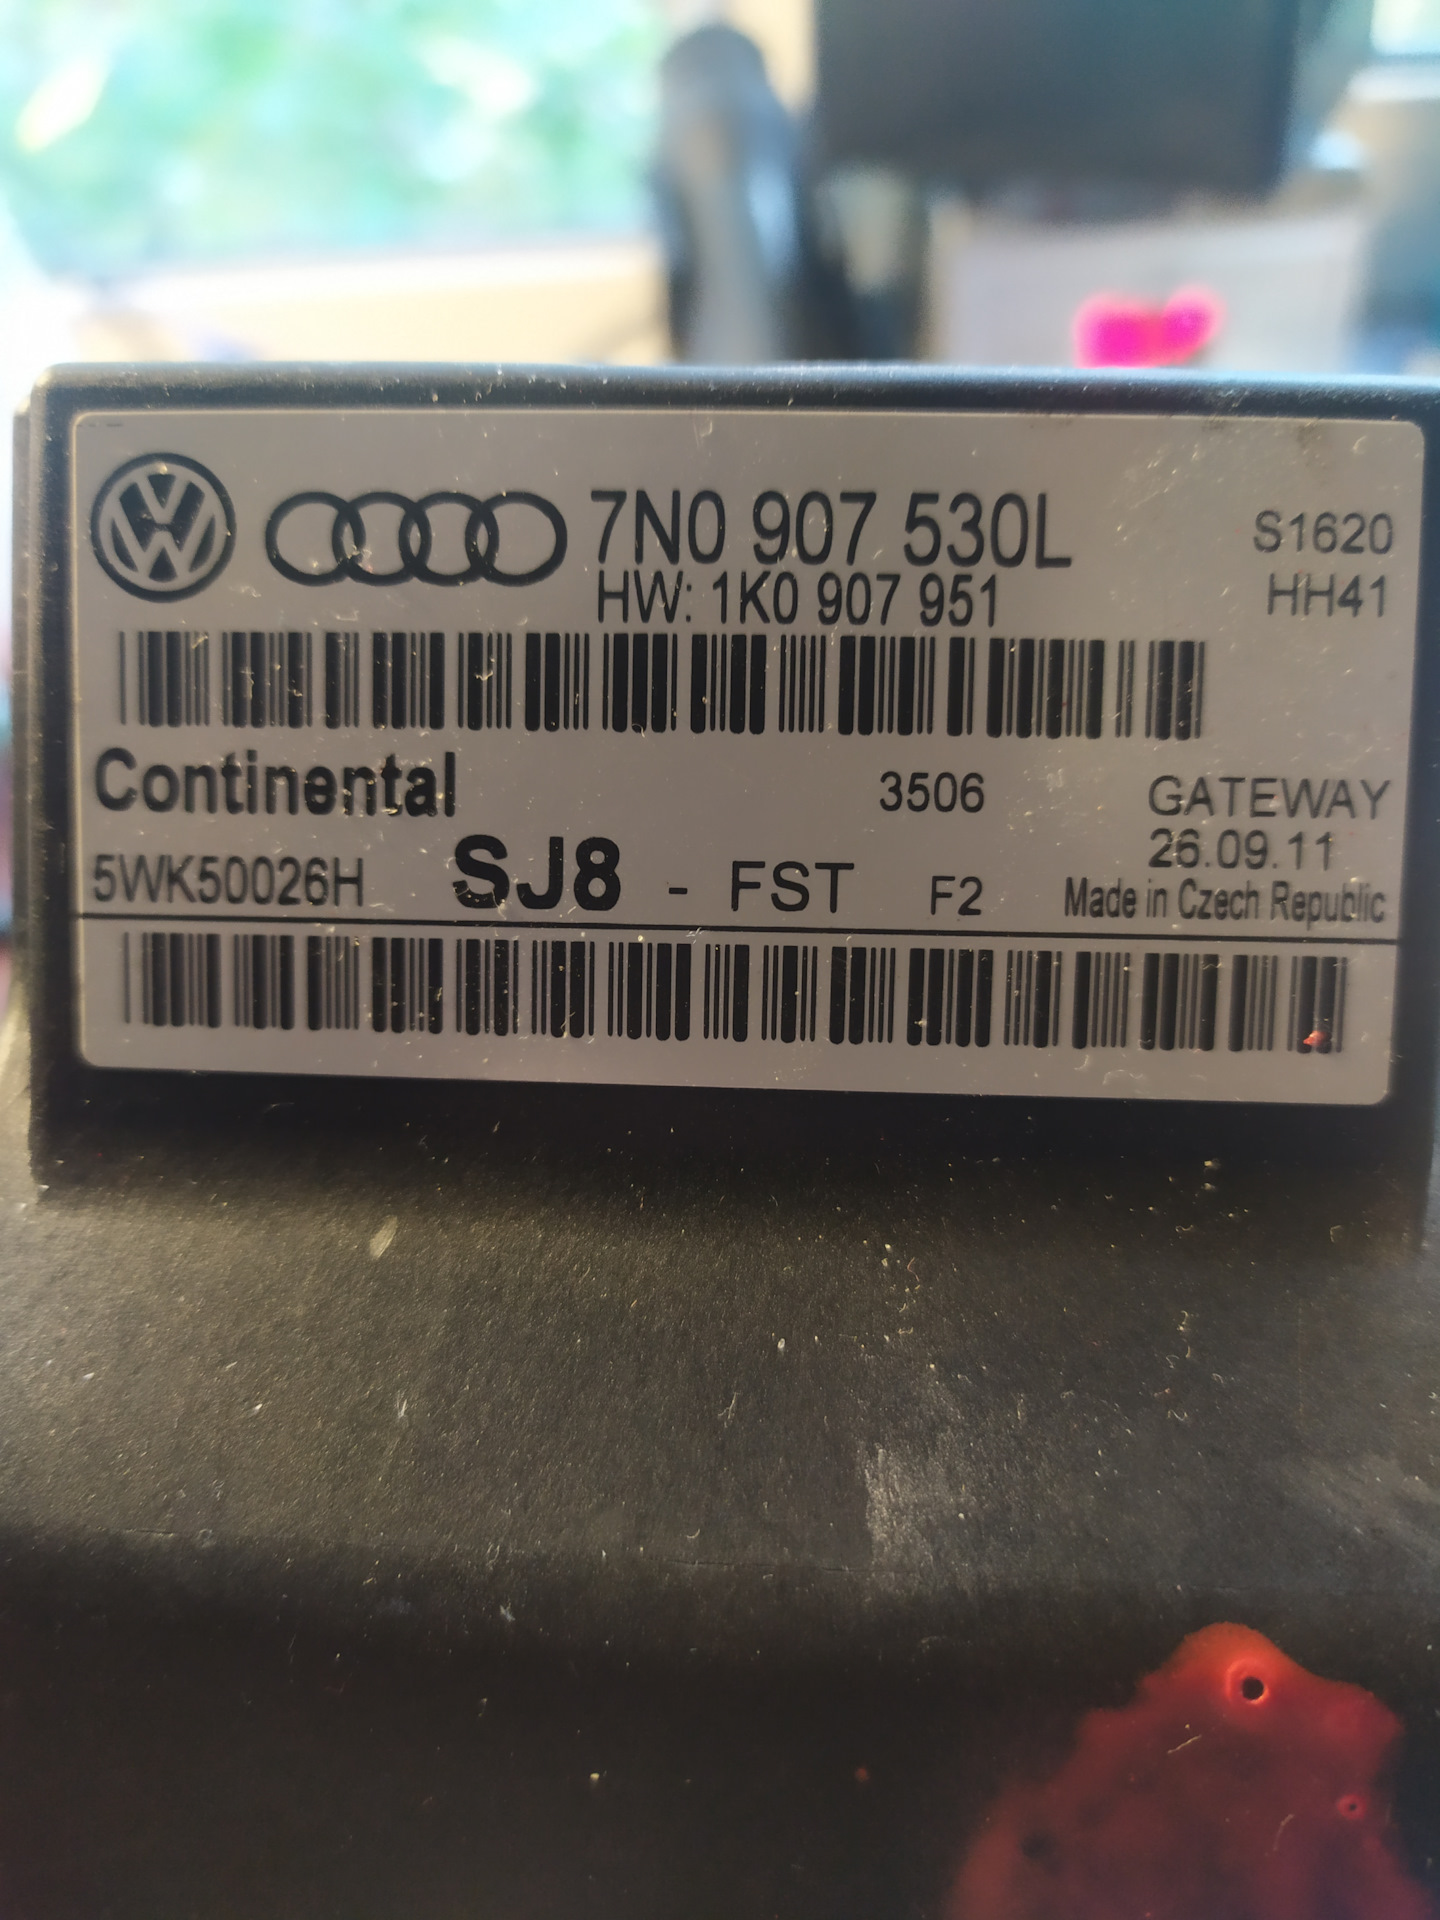 7N0 907 530L S1620
HW: 1K0 907 951 HH41
Continental 3506 GATEWAY
26.09.11
5WK50026H SJ8 - FST F2 Made in Czech Republic